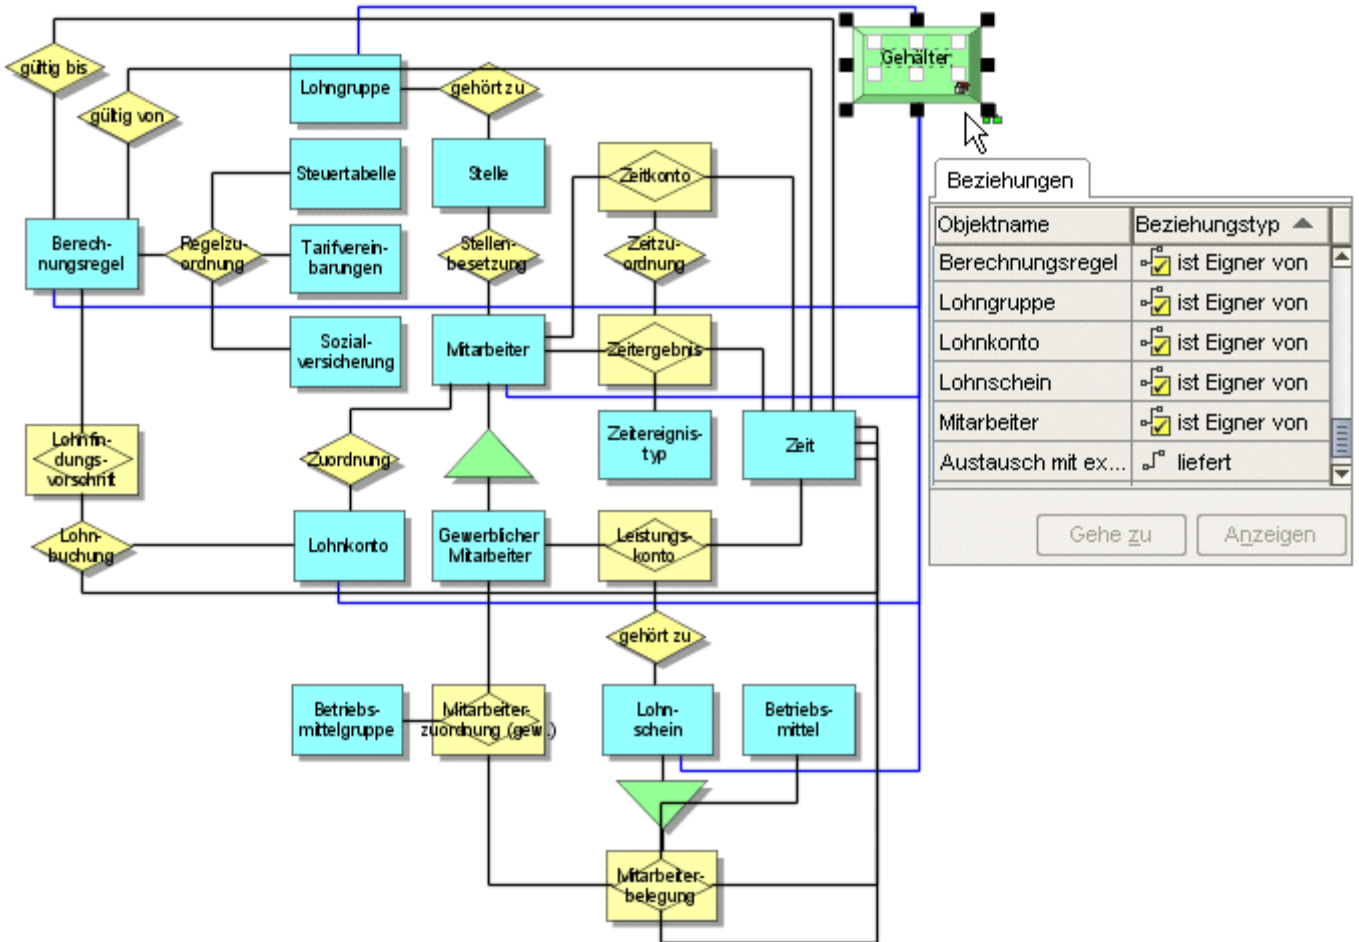 gültig bis
gültig von
Lohngruppe
gehört zu
Gehälter
Steuertabelle
Stelle
Zeitkonto
Berech-
nungsregel
Regelzu-
ordnung
Tarifverein-
barungen
Stellen-
besetzung
Zeitzu-
ordnung
Sozial-
versicherung
Mitarbeiter
Zeitergebnis
Lohnfin-
dungs-
vorschrift
Zuordnung
Zeitereignis-
typ
Zeit
Lohn-
buchung
Lohnkonto
Gewerblicher
Mitarbeiter
Leistungs-
konto
gehört zu
Betriebs-
mittelgruppe
Mitarbeiter-
zuordnung (gew.)
Lohn-
schein
Betriebs-
mittel
Mitarbeiter-
belegung
Beziehungen
Objektname Beziehungstyp
Berechnungsregel ist Eigner von
Lohngruppe ist Eigner von
Lohnkonto ist Eigner von
Lohnschein ist Eigner von
Mitarbeiter ist Eigner von
Austausch mit ex... liefert
Gehe zu Anzeigen